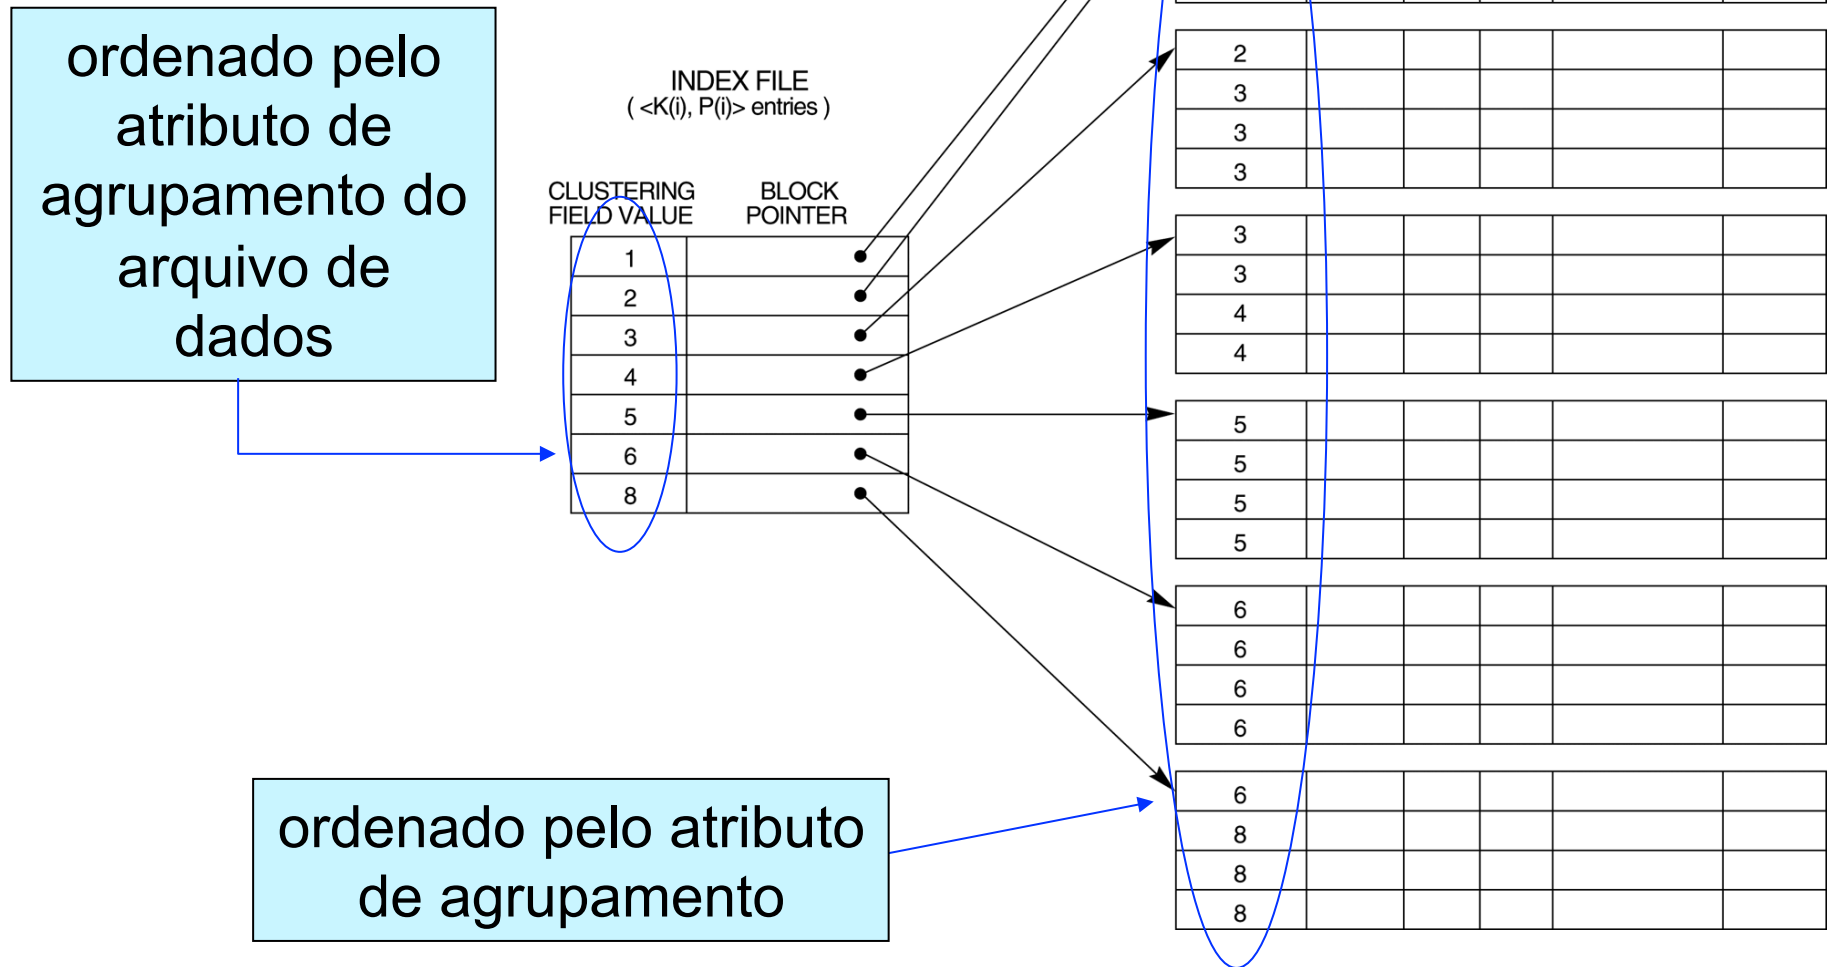 ordenado pelo
atributo de
agrupamento do
arquivo de
dados
INDEX FILE
( <K(i), P(i)> entries )
CLUSTERING
FIELD VALUE
BLOCK
POINTER
1
2
3
4
5
6
8
2
3
3
3
3
3
4
4
5
5
5
5
6
6
6
6
6
8
8
8
ordenado pelo atributo
de agrupamento